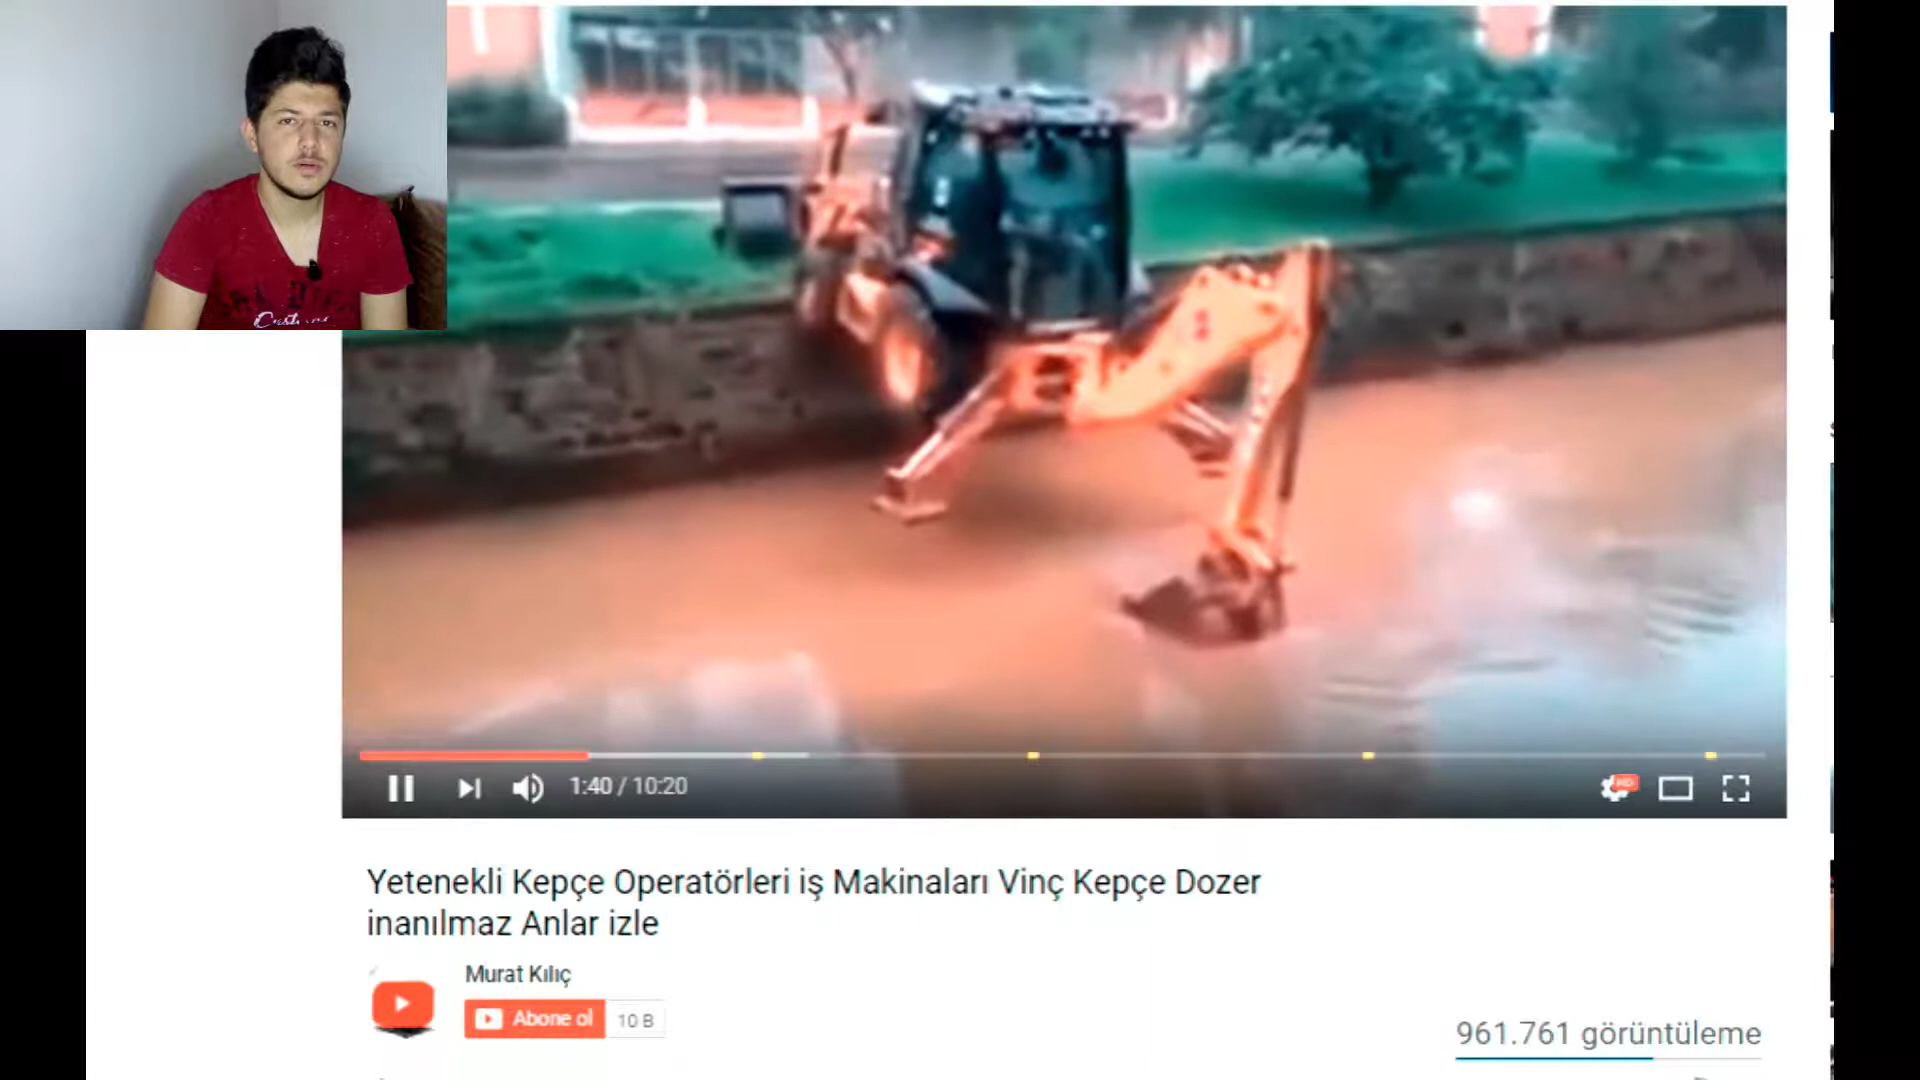 1:40 / 10:20
HD
Yetenekli Kepçe Operatörleri iş Makinaları Vinç Kepçe Dozer
inanılmaz Anlar izle
Murat Kılıç
Abone ol 10 B
961.761 görüntüleme